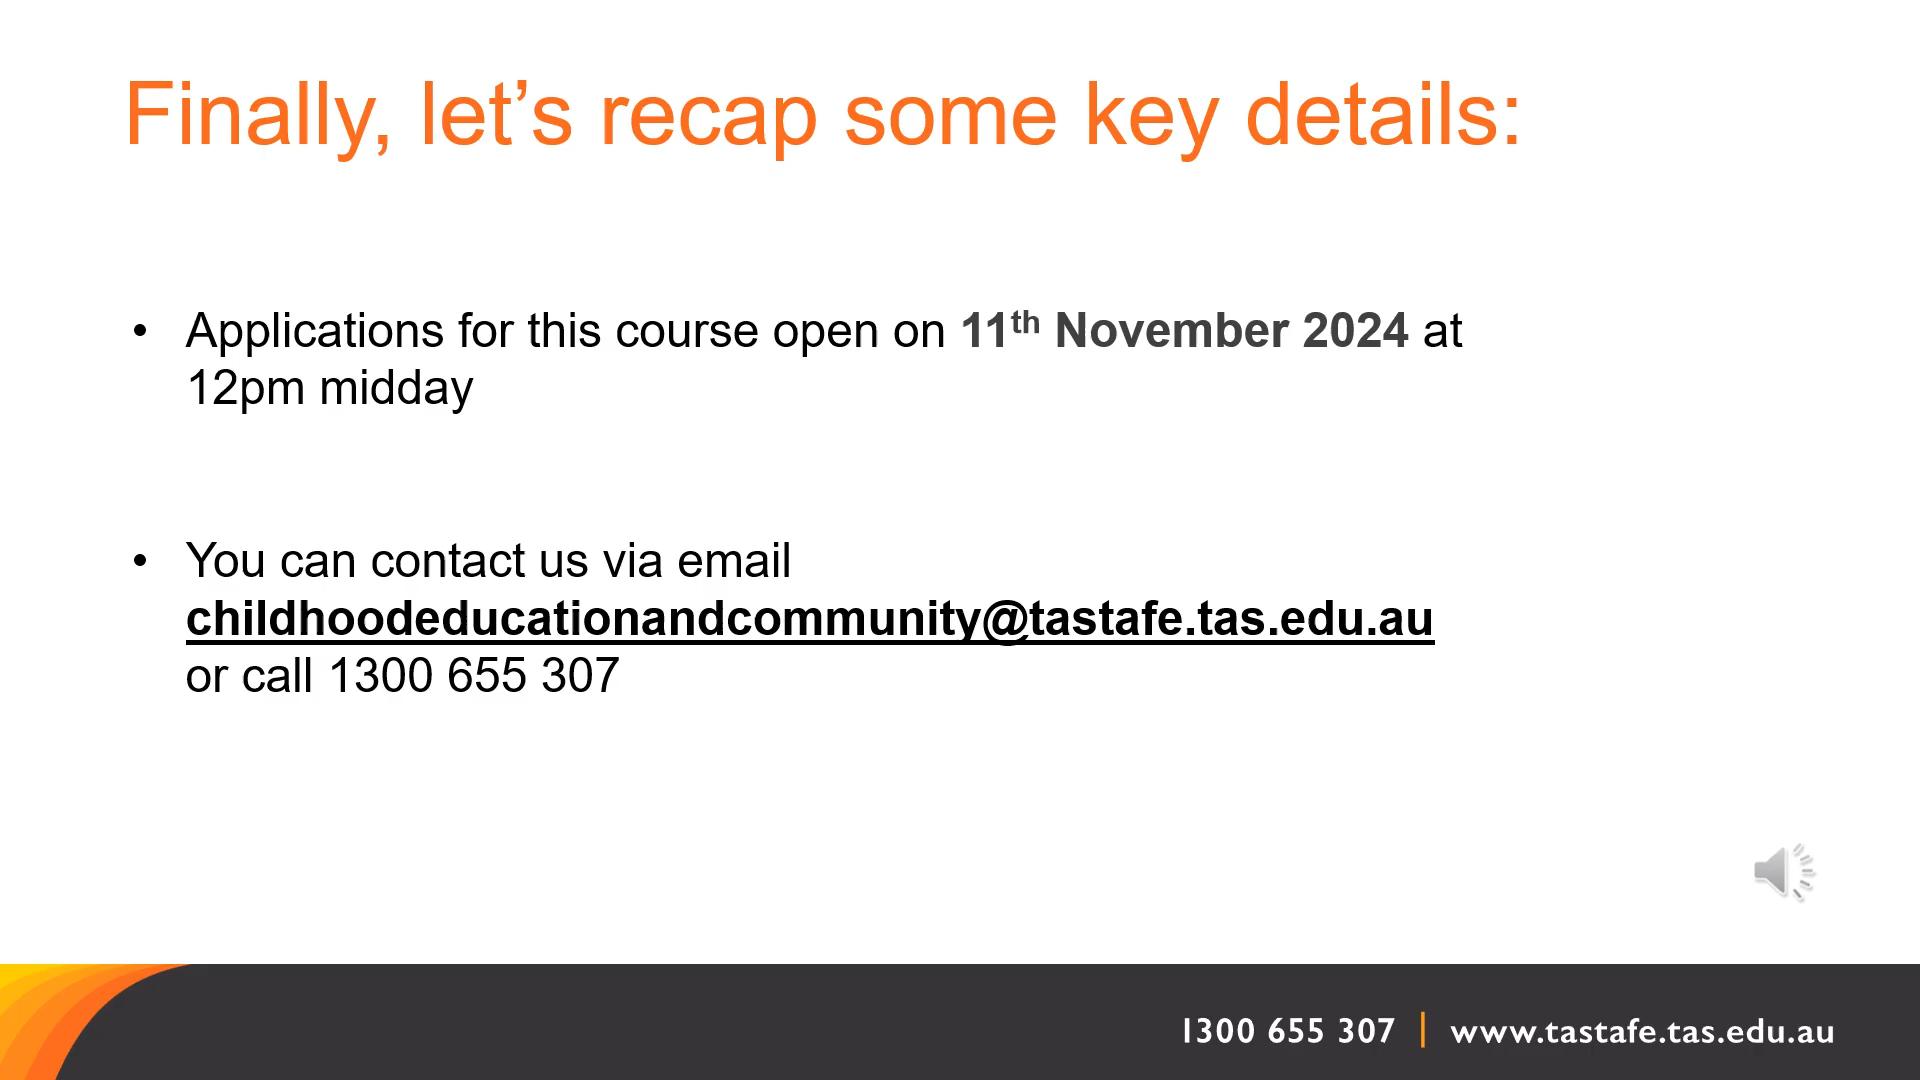 Finally, let’s recap some key details:
• Applications for this course open on 11th November 2024 at
12pm midday
• You can contact us via email
childhoodeducationandcommunity@tastafe.tas.edu.au
or call 1300 655 307
1300 655 307 | www.tastafe.tas.edu.au